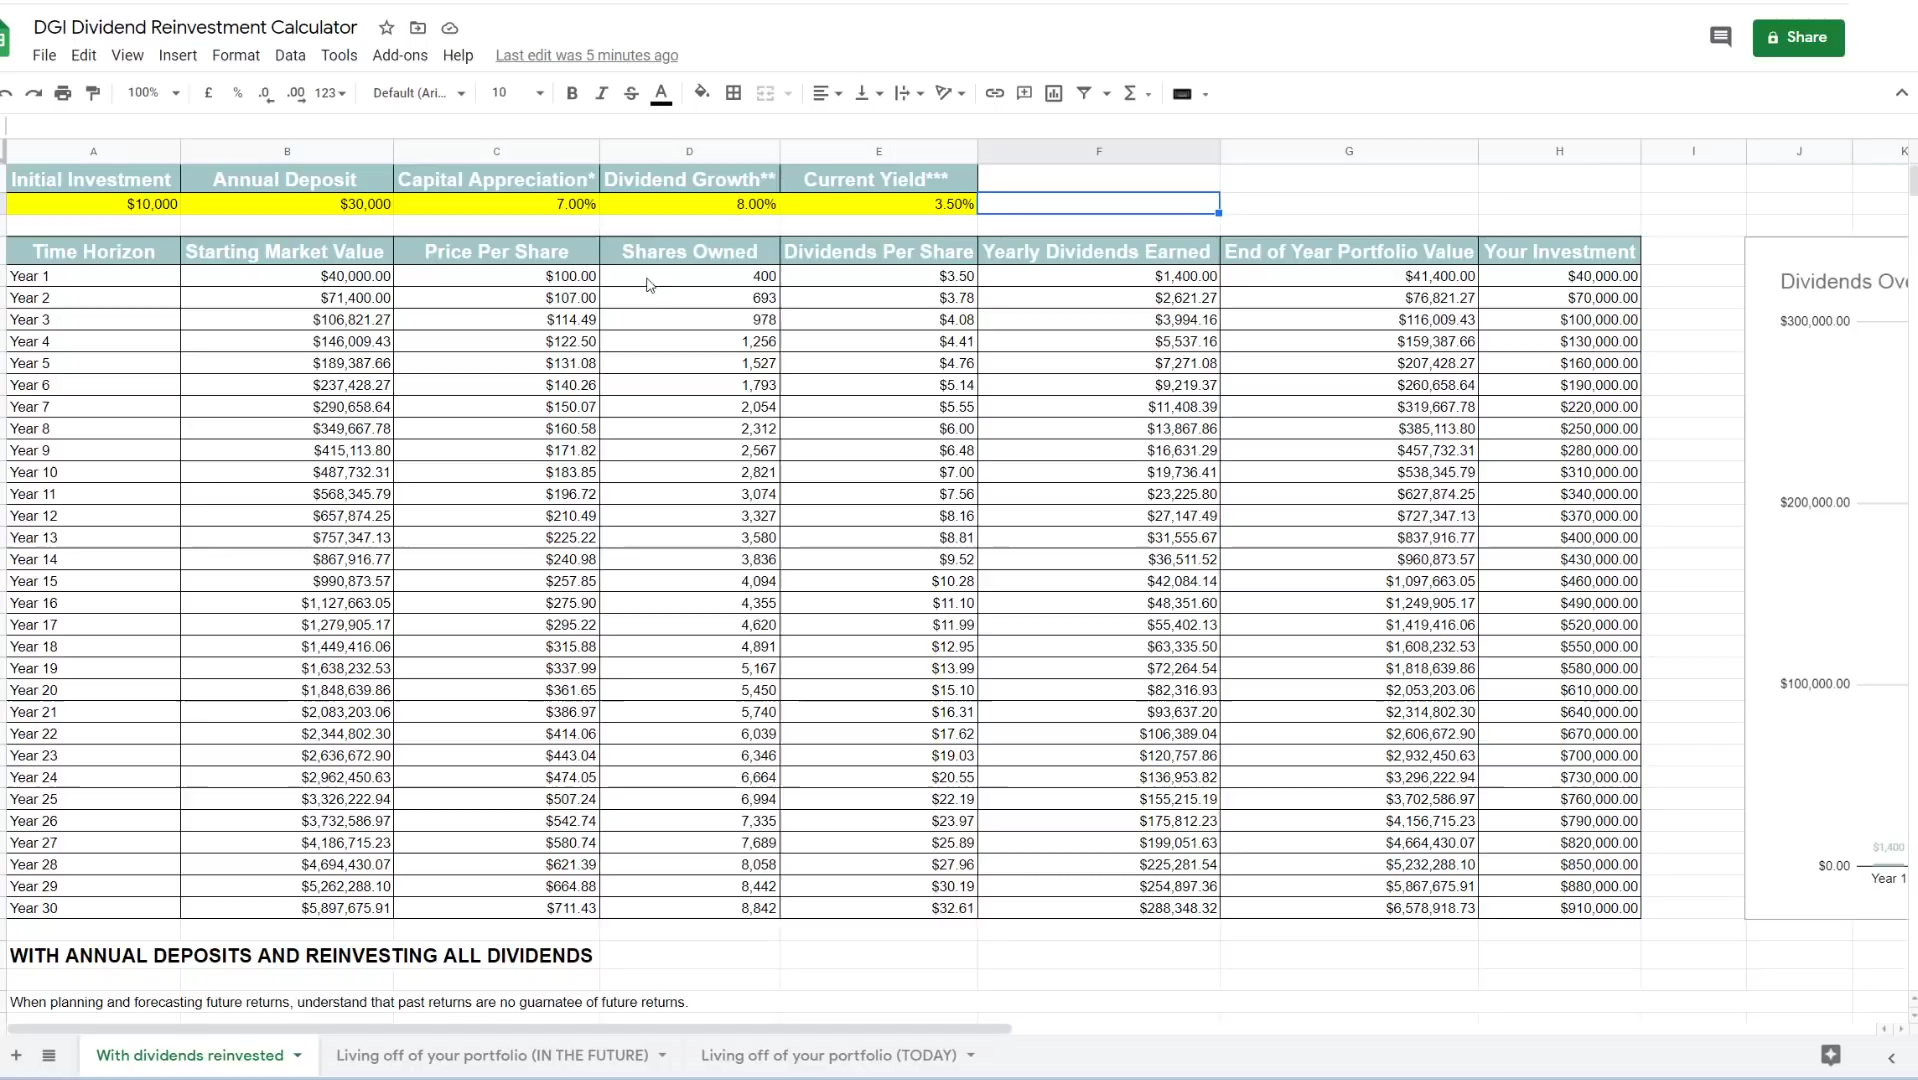 DGI Dividend Reinvestment Calculator
File Edit View Insert Format Data Tools Add-ons Help Last edit was 5 minutes ago
Share
100% £ % .0 .00 123 Default (Ari... 10 B I S A Σ
A B C D E F G H I J K
Initial Investment Annual Deposit Capital Appreciation* Dividend Growth** Current Yield***
$10,000 $30,000 7.00% 8.00% 3.50%
Time Horizon Starting Market Value Price Per Share Shares Owned Dividends Per Share Yearly Dividends Earned End of Year Portfolio Value Your Investment
Year 1 $40,000.00 $100.00 400 $3.50 $1,400.00 $41,400.00 $40,000.00
Year 2 $71,400.00 $107.00 693 $3.78 $2,621.27 $76,821.27 $70,000.00
Year 3 $106,821.27 $114.49 978 $4.08 $3,994.16 $116,009.43 $100,000.00
Year 4 $146,009.43 $122.50 1,256 $4.41 $5,537.16 $159,387.66 $130,000.00
Year 5 $189,387.66 $131.08 1,527 $4.76 $7,271.08 $207,428.27 $160,000.00
Year 6 $237,428.27 $140.26 1,793 $5.14 $9,219.37 $260,658.64 $190,000.00
Year 7 $290,658.64 $150.07 2,054 $5.55 $11,408.39 $319,667.78 $220,000.00
Year 8 $349,667.78 $160.58 2,312 $6.00 $13,867.86 $385,113.80 $250,000.00
Year 9 $415,113.80 $171.82 2,567 $6.48 $16,631.29 $457,732.31 $280,000.00
Year 10 $487,732.31 $183.85 2,821 $7.00 $19,736.41 $538,345.79 $310,000.00
Year 11 $568,345.79 $196.72 3,074 $7.56 $23,225.80 $627,874.25 $340,000.00
Year 12 $657,874.25 $210.49 3,327 $8.16 $27,147.49 $727,347.13 $370,000.00
Year 13 $757,347.13 $225.22 3,580 $8.81 $31,555.67 $837,916.77 $400,000.00
Year 14 $867,916.77 $240.98 3,836 $9.52 $36,511.52 $960,873.57 $430,000.00
Year 15 $990,873.57 $257.85 4,094 $10.28 $42,084.14 $1,097,663.05 $460,000.00
Year 16 $1,127,663.05 $275.90 4,355 $11.10 $48,351.60 $1,249,905.17 $490,000.00
Year 17 $1,279,905.17 $295.22 4,620 $11.99 $55,402.13 $1,419,416.06 $520,000.00
Year 18 $1,449,416.06 $315.88 4,891 $12.95 $63,335.50 $1,608,232.53 $550,000.00
Year 19 $1,638,232.53 $337.99 5,167 $13.99 $72,264.54 $1,818,639.86 $580,000.00
Year 20 $1,848,639.86 $361.65 5,450 $15.10 $82,316.93 $2,053,203.06 $610,000.00
Year 21 $2,083,203.06 $386.97 5,740 $16.31 $93,637.20 $2,314,802.30 $640,000.00
Year 22 $2,344,802.30 $414.06 6,039 $17.62 $106,389.04 $2,606,672.90 $670,000.00
Year 23 $2,636,672.90 $443.04 6,346 $19.03 $120,757.86 $2,932,450.63 $700,000.00
Year 24 $2,962,450.63 $474.05 6,664 $20.55 $136,953.82 $3,296,222.94 $730,000.00
Year 25 $3,326,222.94 $507.24 6,994 $22.19 $155,215.19 $3,702,586.97 $760,000.00
Year 26 $3,732,586.97 $542.74 7,335 $23.97 $175,812.23 $4,156,715.23 $790,000.00
Year 27 $4,186,715.23 $580.74 7,689 $25.89 $199,051.63 $4,664,430.07 $820,000.00
Year 28 $4,694,430.07 $621.39 8,058 $27.96 $225,281.54 $5,232,288.10 $850,000.00
Year 29 $5,262,288.10 $664.88 8,442 $30.19 $254,897.36 $5,867,675.91 $880,000.00
Year 30 $5,897,675.91 $711.43 8,842 $32.61 $288,348.32 $6,578,918.73 $910,000.00
Dividends Ove
$300,000.00
$200,000.00
$100,000.00
$1,400
$0.00
Year 1
WITH ANNUAL DEPOSITS AND REINVESTING ALL DIVIDENDS
When planning and forecasting future returns, understand that past returns are no guarnatee of future returns.
With dividends reinvested Living off of your portfolio (IN THE FUTURE) Living off of your portfolio (TODAY)